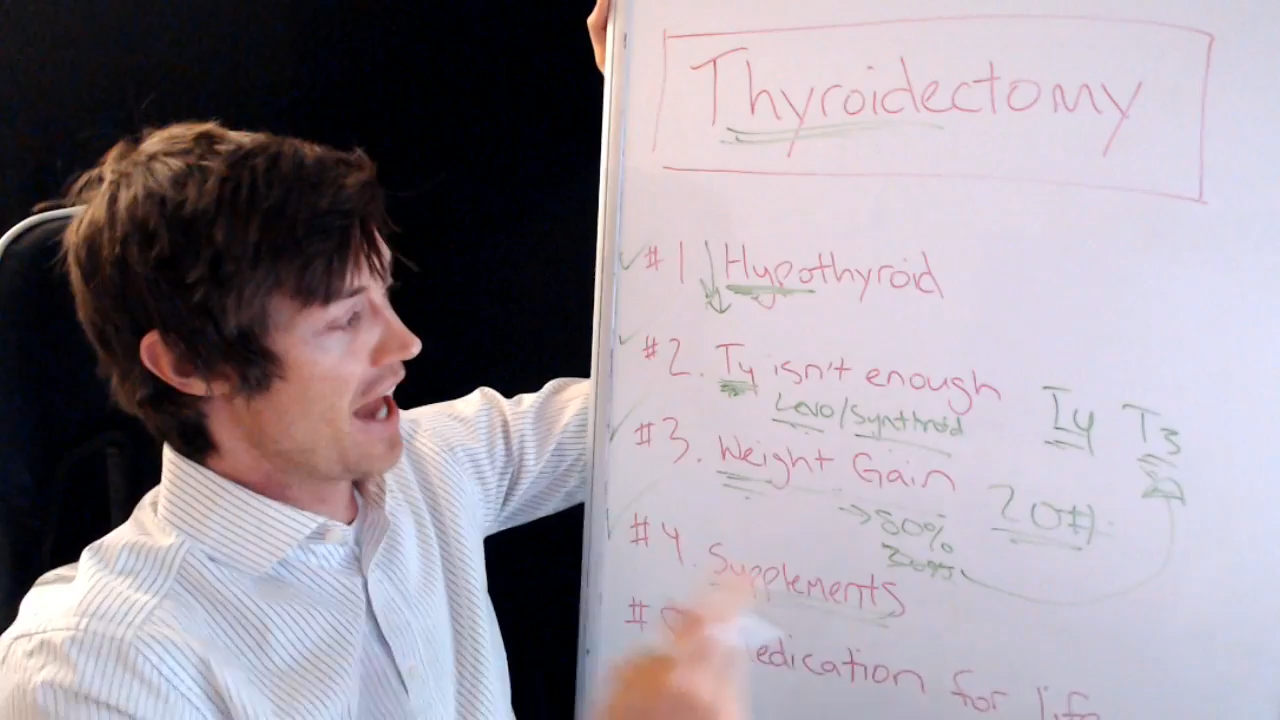 Thyroidectomy
#1 ↓ Hypothyroid
#2. T4 isn't enough
Levo/Synthroid
T4 T3
#3. Weight Gain
20#
→ 80%
#4. Supplements
# edication for lif